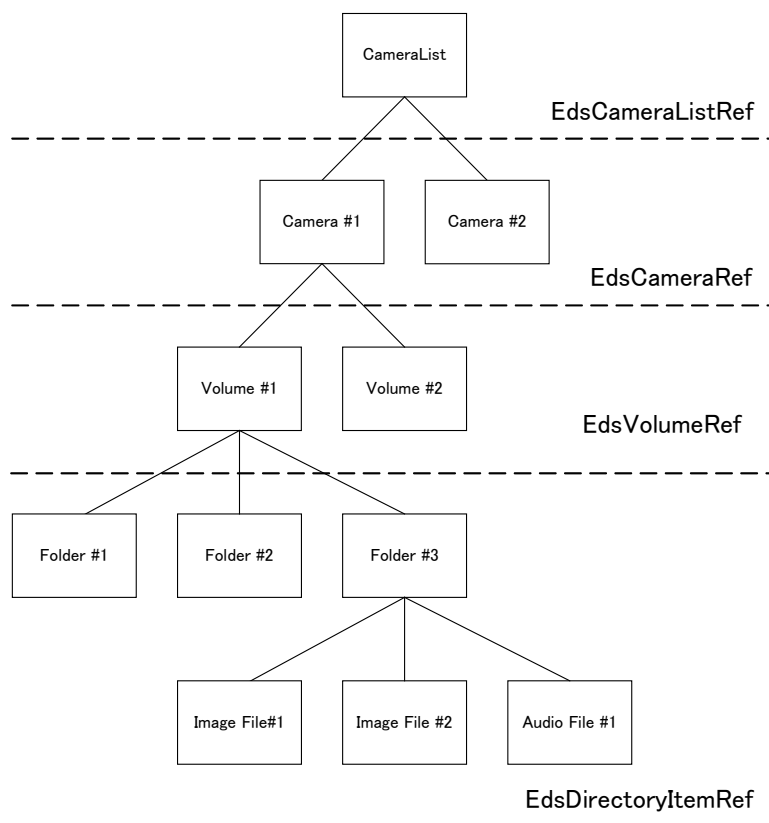 CameraList
EdsCameraListRef
Camera #1
Camera #2
EdsCameraRef
Volume #1
Volume #2
EdsVolumeRef
Folder #1
Folder #2
Folder #3
Image File#1
Image File #2
Audio File #1
EdsDirectoryItemRef